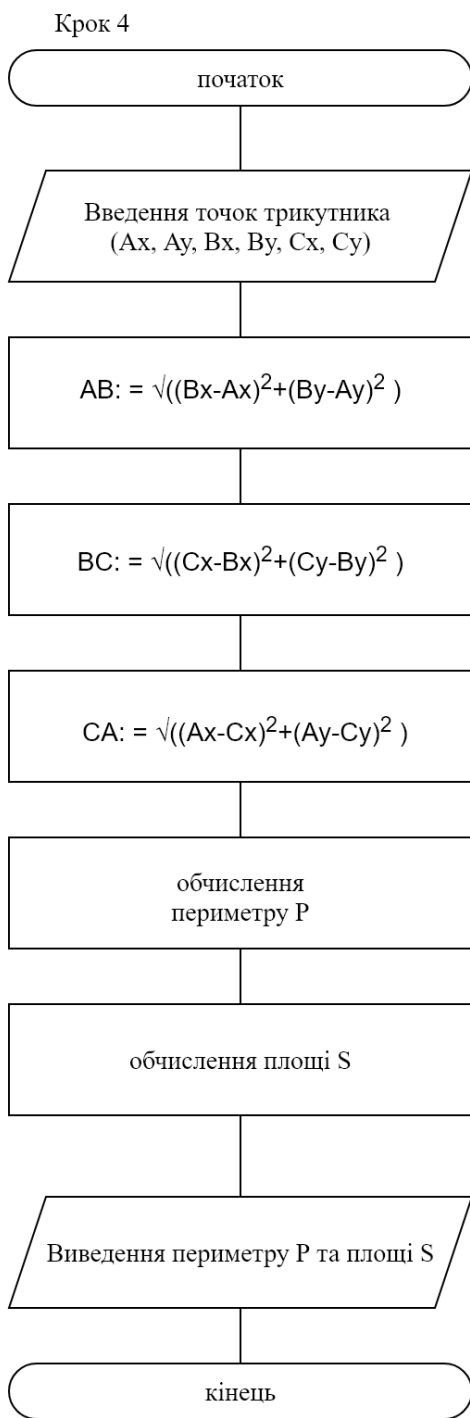 Крок 4
початок
Введення точок трикутника
(Ax, Ay, Bx, By, Cx, Cy)
AB: = √((Bx-Ax)²+(By-Ay)² )
BC: = √((Cx-Bx)²+(Cy-By)² )
CA: = √((Ax-Cx)²+(Ay-Cy)² )
обчислення
периметру P
обчислення площі S
Виведення периметру P та площі S
кінець